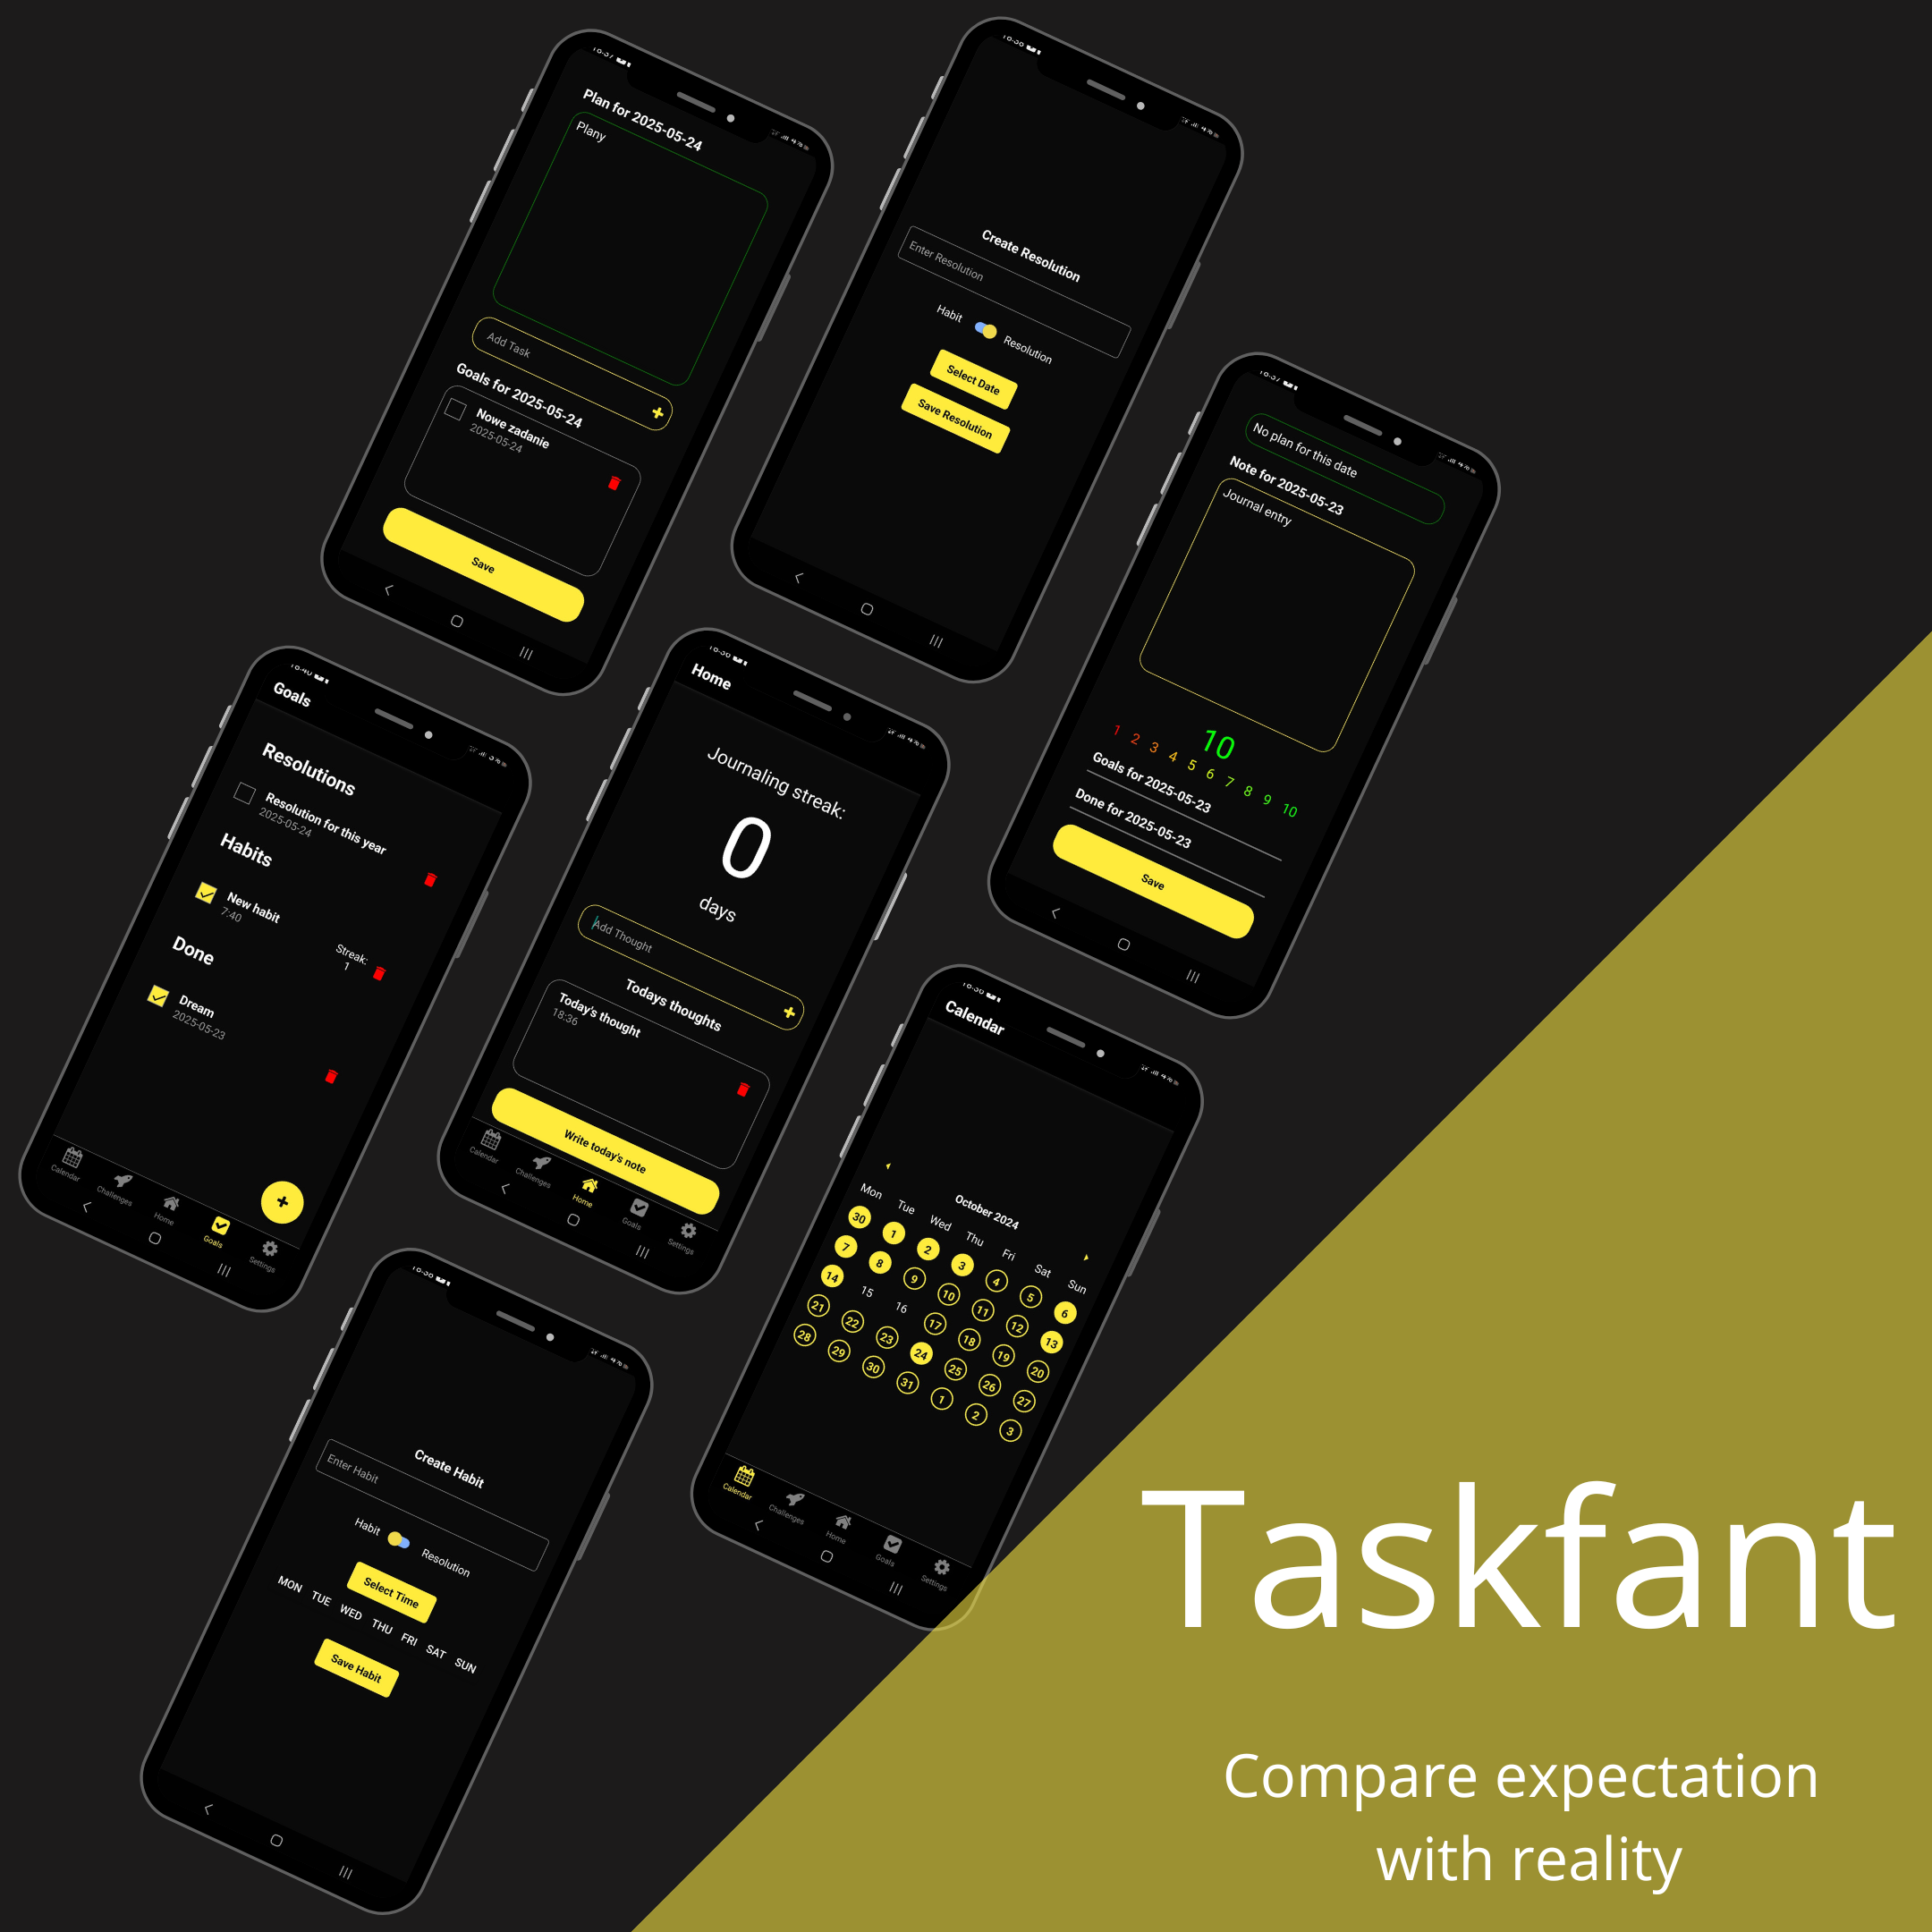 Plan for 2025-05-24
Plany
Add Task
Goals for 2025-05-24
Nowe zadanie
2025-05-24
Save
Create Resolution
Enter Resolution
Habit
Resolution
Select Date
Save Resolution
No plan for this date
Note for 2025-05-23
Journal entry
10
1 2 3 4 5 6 7 8 9 10
Goals for 2025-05-23
Done for 2025-05-23
Save
Goals
Resolutions
Resolution for this year
2025-05-24
Habits
New habit
7:40
Streak:
1
Done
Dream
2025-05-23
Calendar Challenges Home Goals Settings
Home
Journaling streak:
0
days
Add Thought
Todays thoughts
Today's thought
18:36
Write today's note
Calendar Challenges Home Goals Settings
Calendar
October 2024
Mon Tue Wed Thu Fri Sat Sun
30 1 2 3 4 5 6
7 8 9 10 11 12 13
14 15 16 17 18 19 20
21 22 23 24 25 26 27
28 29 30 31 1 2 3
Calendar Challenges Home Goals Settings
Create Habit
Enter Habit
Habit
Resolution
Select Time
MON TUE WED THU FRI SAT SUN
Save Habit
Taskfant
Compare expectation
with reality